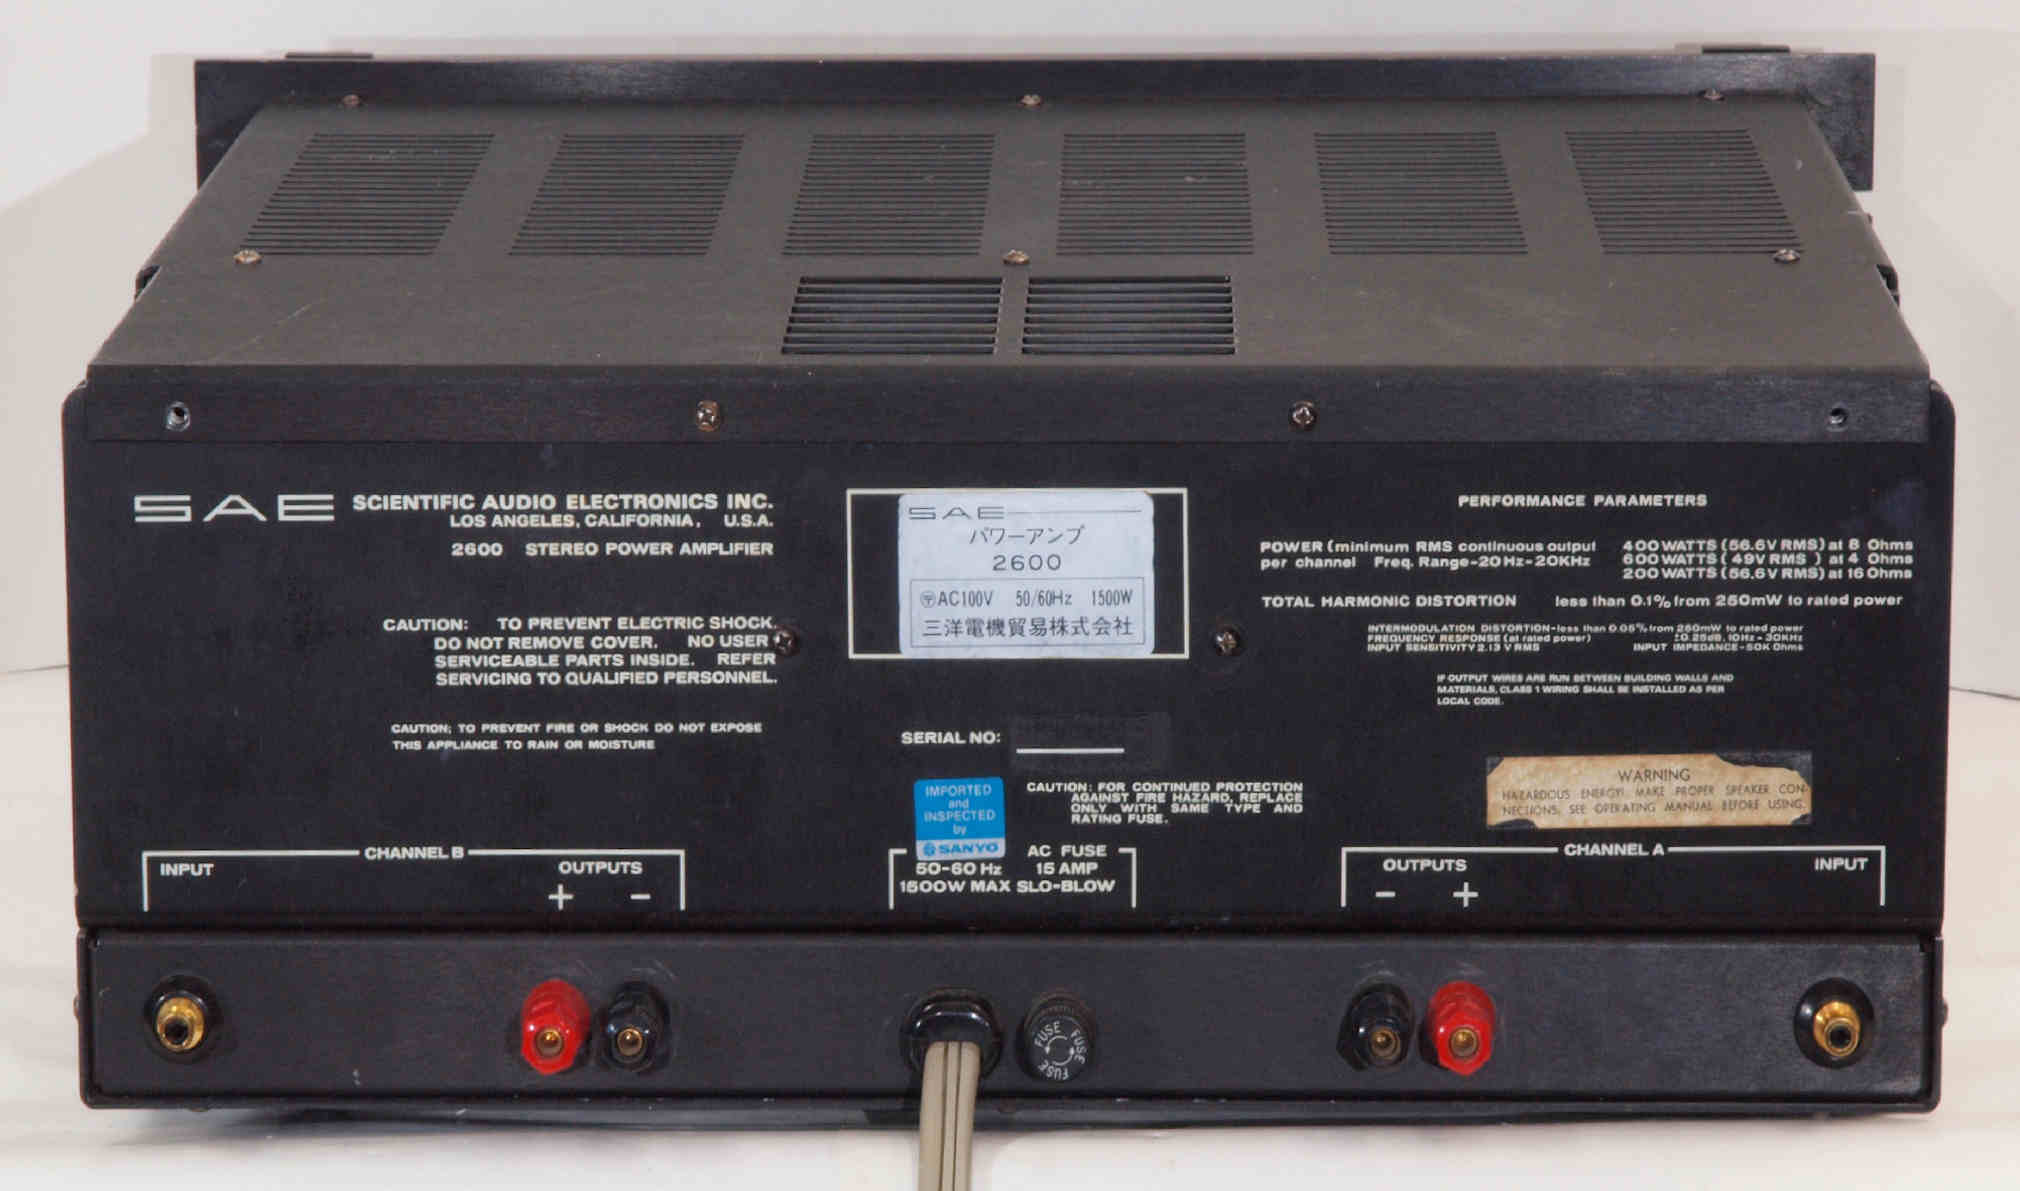 SAE SCIENTIFIC AUDIO ELECTRONICS INC.
LOS ANGELES, CALIFORNIA, U.S.A.
2600 STEREO POWER AMPLIFIER
CAUTION: TO PREVENT ELECTRIC SHOCK.
DO NOT REMOVE COVER. NO USER
SERVICEABLE PARTS INSIDE. REFER
SERVICING TO QUALIFIED PERSONNEL.
CAUTION; TO PREVENT FIRE OR SHOCK DO NOT EXPOSE
THIS APPLIANCE TO RAIN OR MOISTURE
SAE
パワーアンプ
2600
〒 AC100V 50/60Hz 1500W
三洋電機貿易株式会社
SERIAL NO:
IMPORTED
and
INSPECTED
by
SANYO
CAUTION: FOR CONTINUED PROTECTION
AGAINST FIRE HAZARD, REPLACE
ONLY WITH SAME TYPE AND
RATING FUSE.
PERFORMANCE PARAMETERS
POWER (minimum RMS continuous output 400 WATTS (56.6V RMS) at 8 Ohms
per channel Freq. Range-20Hz-20KHz 600 WATTS (49V RMS) at 4 Ohms
200 WATTS (56.6V RMS) at 16 Ohms
TOTAL HARMONIC DISTORTION less than 0.1% from 250mW to rated power
INTERMODULATION DISTORTION-less than 0.05% from 250mW to rated power
FREQUENCY RESPONSE (at rated power) ±0.25dB, 10Hz - 30KHz
INPUT SENSITIVITY 2.13 V RMS INPUT IMPEDANCE-50K Ohms
IF OUTPUT WIRES ARE RUN BETWEEN BUILDING WALLS AND
MATERIALS, CLASS 1 WIRING SHALL BE INSTALLED AS PER
LOCAL CODE.
WARNING
HAZARDOUS ENERGY! MAKE PROPER SPEAKER CON-
NECTIONS. SEE OPERATING MANUAL BEFORE USING.
CHANNEL B
INPUT OUTPUTS
+ -
AC FUSE
50-60 Hz 15 AMP
1500W MAX SLO-BLOW
CHANNEL A
OUTPUTS INPUT
- +
FUSE FUSE FUSE